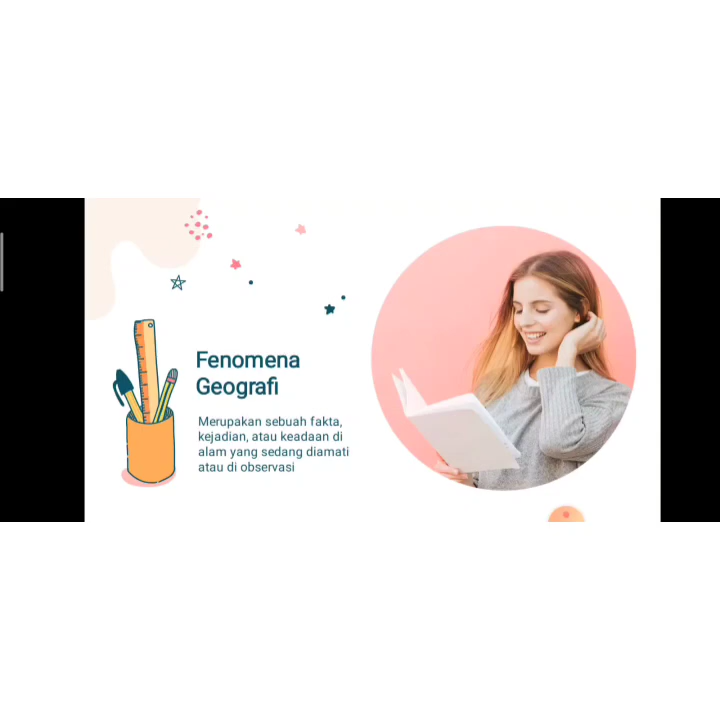 Fenomena
Geografi
Merupakan sebuah fakta,
kejadian, atau keadaan di
alam yang sedang diamati
atau di observasi